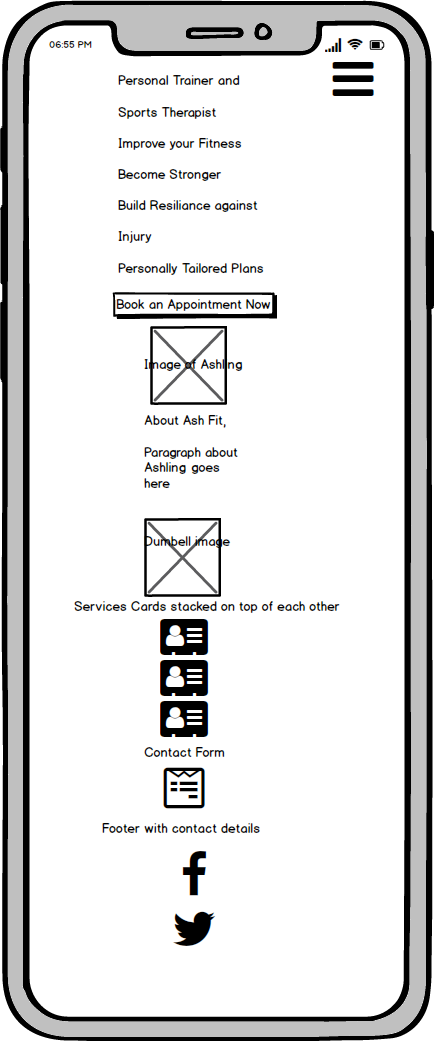 06:55 PM
Personal Trainer and
Sports Therapist
Improve your Fitness
Become Stronger
Build Resiliance against
Injury
Personally Tailored Plans
Book an Appointment Now
Image of Ashling
About Ash Fit,
Paragraph about
Ashling goes
here
Dumbell image
Services Cards stacked on top of each other
Contact Form
Footer with contact details